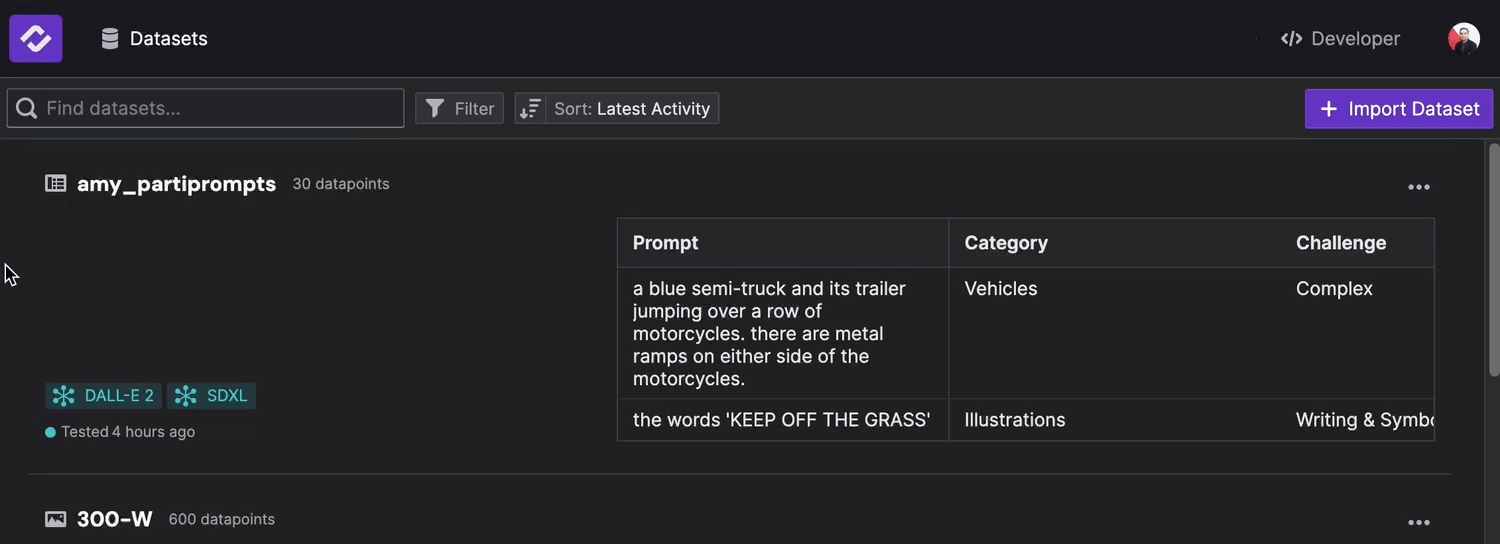 Datasets
Developer
Find datasets...
Filter
Sort: Latest Activity
+ Import Dataset
amy_partiprompts 30 datapoints
Prompt Category Challenge
a blue semi-truck and its trailer Vehicles Complex
jumping over a row of
motorcycles. there are metal
ramps on either side of the
motorcycles.
the words 'KEEP OFF THE GRASS' Illustrations Writing & Symbo
DALL-E 2 SDXL
Tested 4 hours ago
300-W 600 datapoints